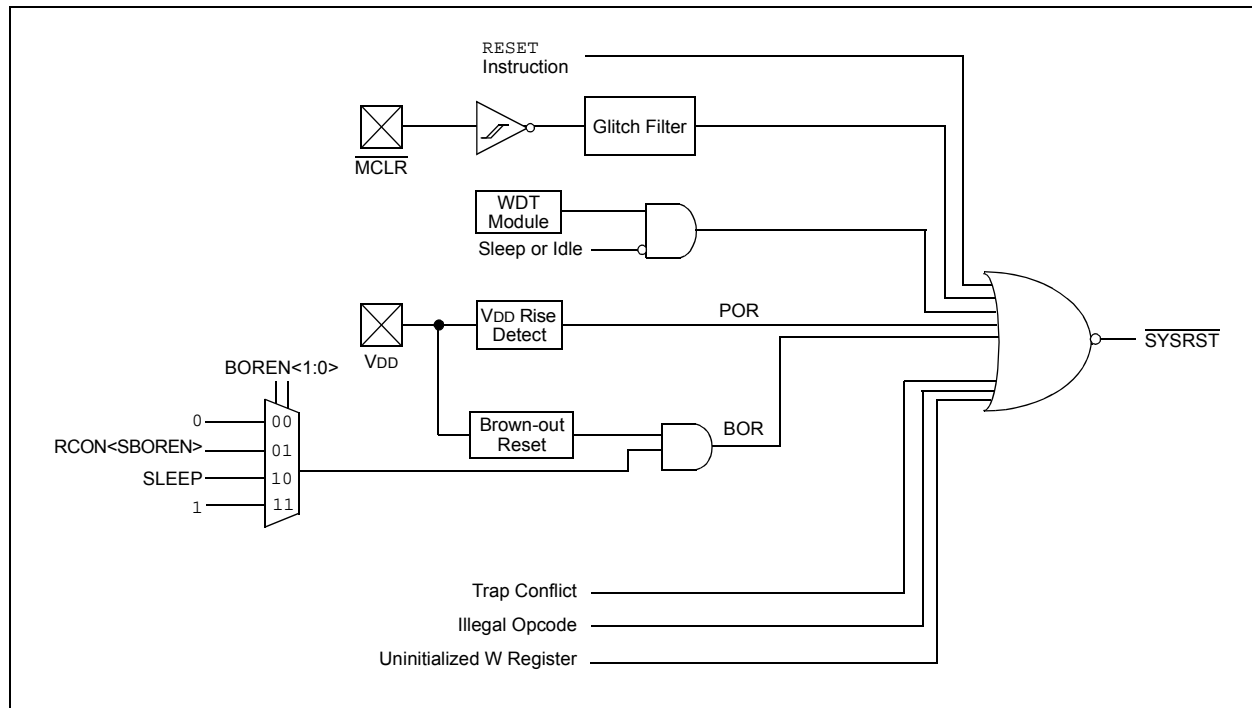 RESET
Instruction
MCLR
Glitch Filter
WDT
Module
Sleep or Idle
VDD
VDD Rise
Detect
POR
SYSRST
BOREN<1:0>
0
00
RCON<SBOREN>
01
SLEEP
10
1
11
Brown-out
Reset
BOR
Trap Conflict
Illegal Opcode
Uninitialized W Register